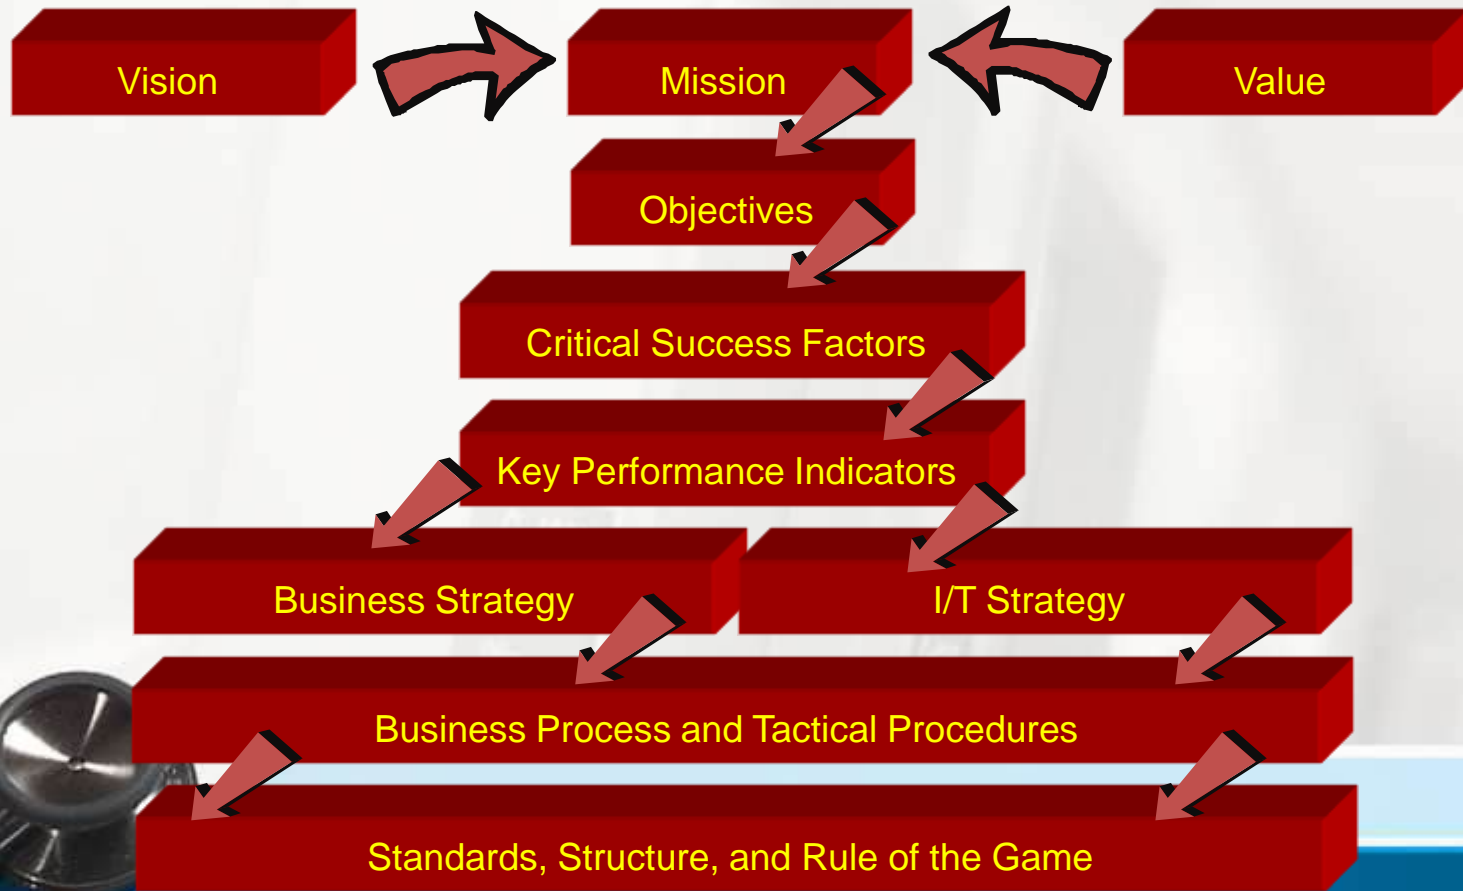 Vision
Mission
Value
Objectives
Critical Success Factors
Key Performance Indicators
Business Strategy
I/T Strategy
Business Process and Tactical Procedures
Standards, Structure, and Rule of the Game